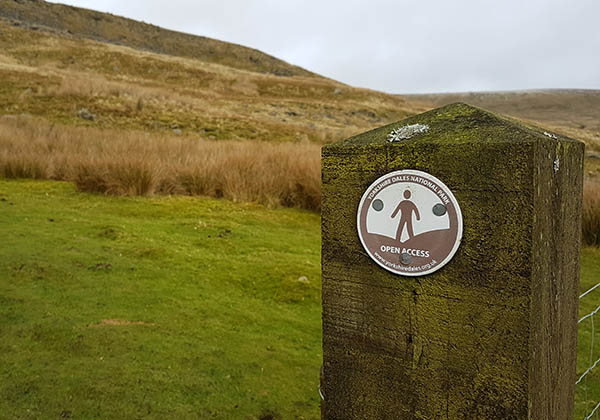 YORKSHIRE DALES NATIONAL PARK
OPEN ACCESS
www.yorkshiredales.org.uk